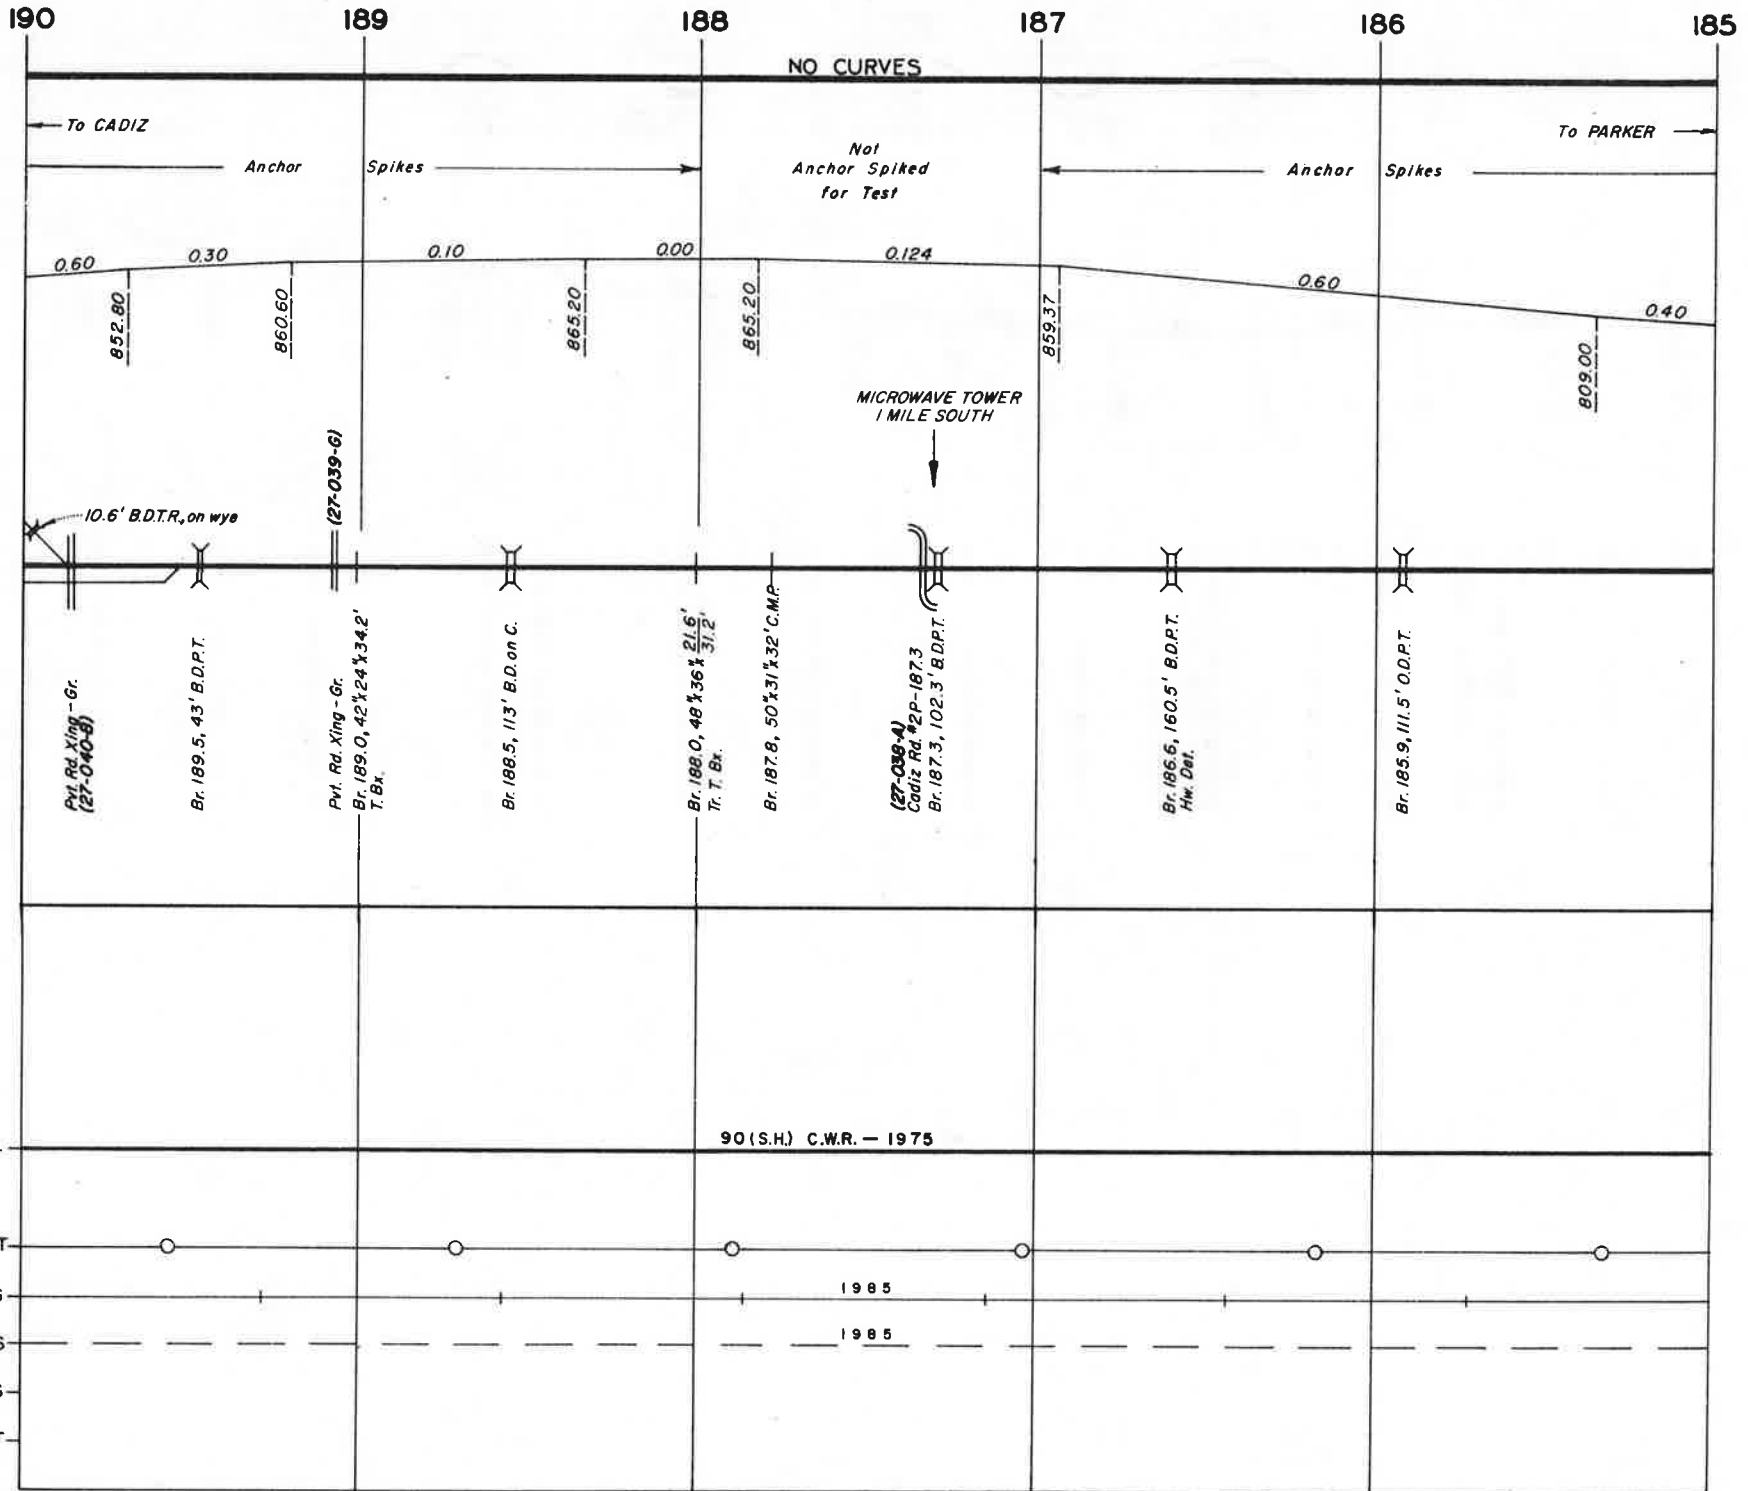 190 189 188 187 186 185
NO CURVES
To CADIZ
To PARKER
Anchor Spikes
Not
Anchor Spiked
for Test
Anchor Spikes
0.60 0.30 0.10 0.00 0.124 0.60 0.40
852.80
860.60
865.20
865.20
859.37
809.00
MICROWAVE TOWER
1 MILE SOUTH
(27-039-G)
10.6' B.D.T.R., on wye
Pvt. Rd. Xing - Gr.
(27-040-B)
Br. 189.5, 43' B.D.P.T.
Pvt. Rd. Xing - Gr.
Br. 189.0, 42"x24"x34.2'
T. Bx.
Br. 188.5, 113' B.D. on C.
Br. 188.0, 48"x36"x 21.6'
31.2'
Tr. T. Bx.
Br. 187.8, 50"x31"x32' C.M.P.
(27-038-A)
Cadiz Rd. #2P-187.3
Br. 187.3, 102.3' B.D.P.T.
Br. 186.6, 160.5' B.D.P.T.
Hw. Det.
Br. 185.9, 111.5' O.D.P.T.
90 (S.H.) C.W.R. — 1975
1985
1985